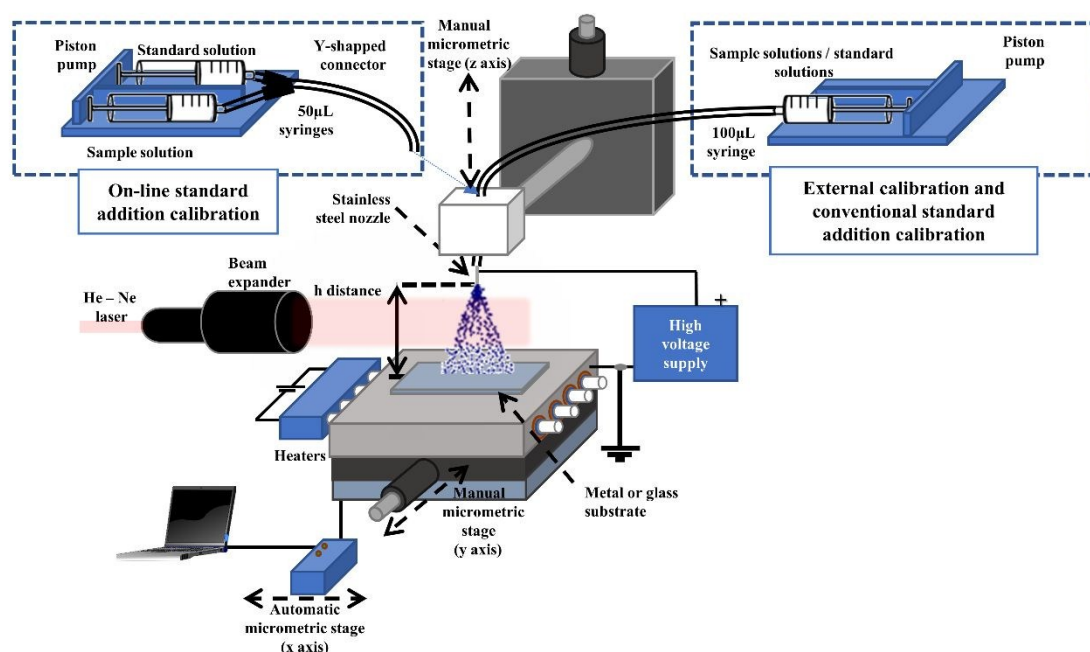 Piston
pump
Standard solution
Y-shapped
connector
50µL
syringes
Sample solution
On-line standard
addition calibration
Manual
micrometric
stage (z axis)
Sample solutions / standard
solutions
Piston
pump
100µL
syringe
External calibration and
conventional standard
addition calibration
Stainless
steel nozzle
Beam
expander
h distance
He – Ne
laser
+
High
voltage
supply
Heaters
Manual
micrometric
stage
(y axis)
Metal or glass
substrate
Automatic
micrometric stage
(x axis)